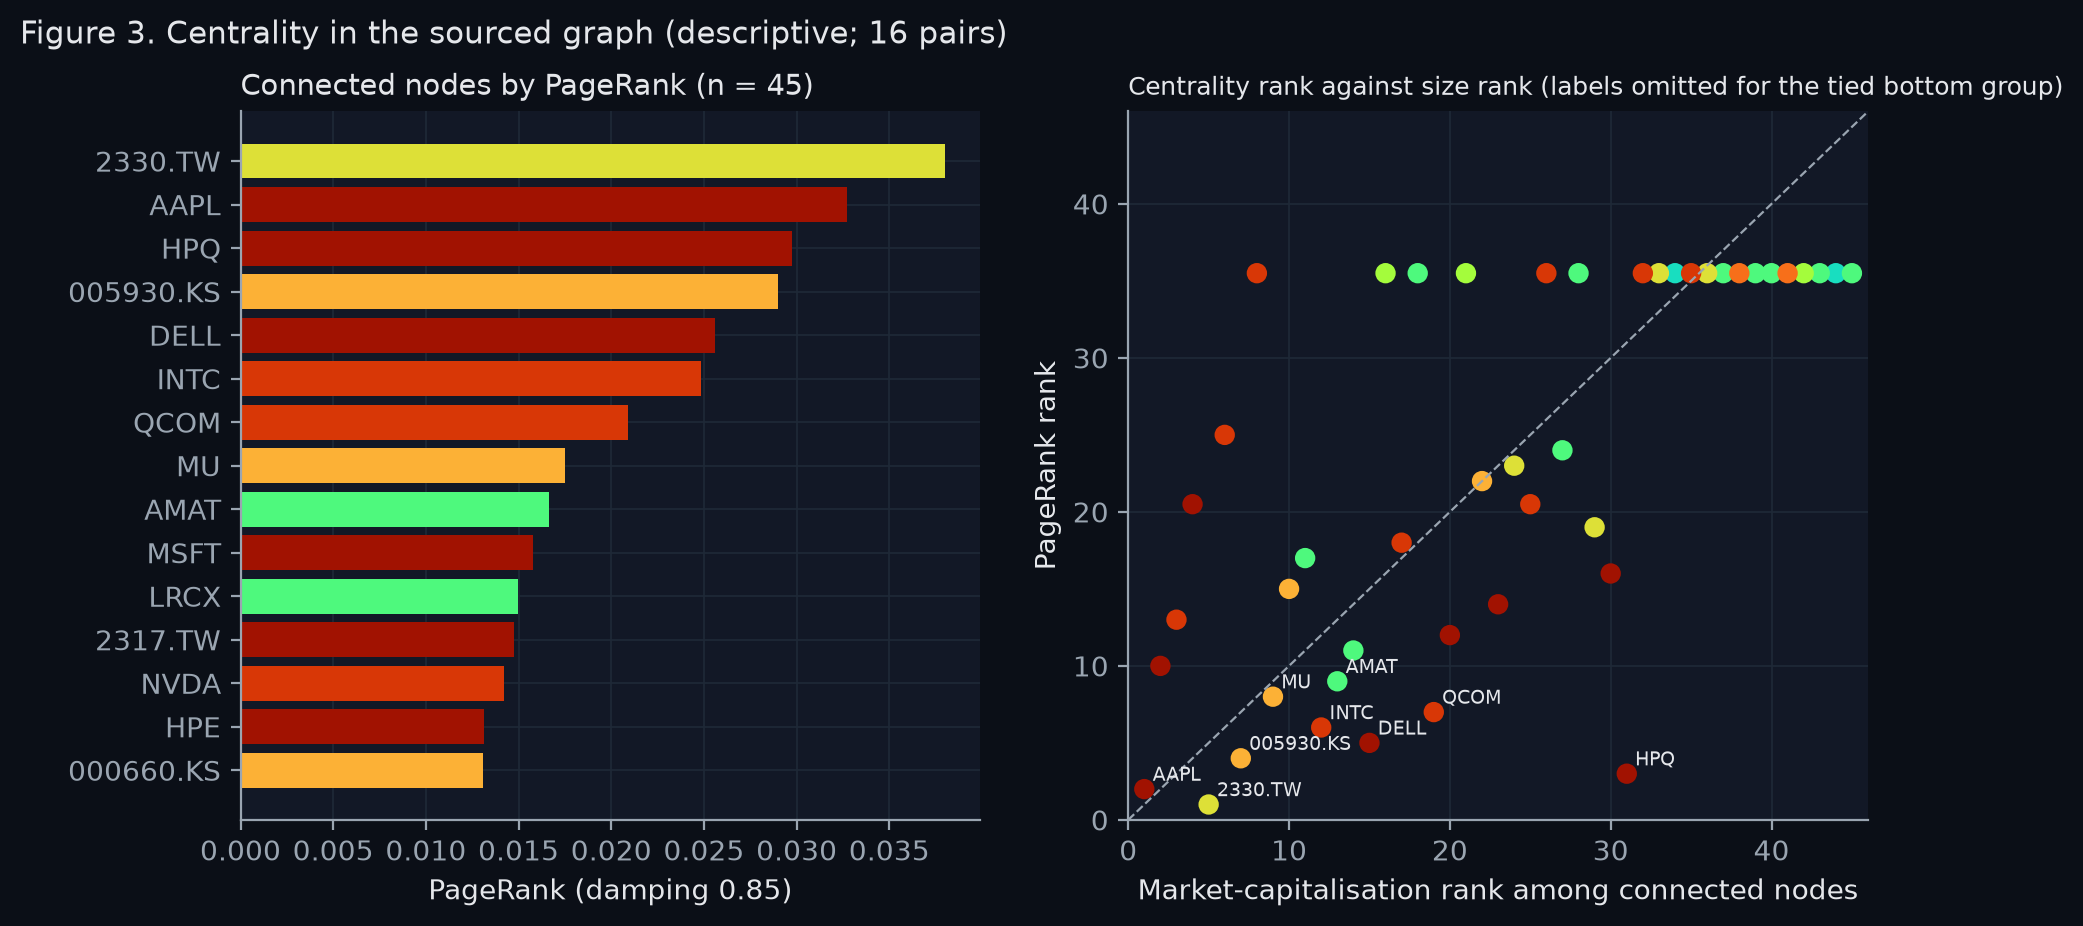 Figure 3. Centrality in the sourced graph (descriptive; 16 pairs)
Connected nodes by PageRank (n = 45)
2330.TW
AAPL
HPQ
005930.KS
DELL
INTC
QCOM
MU
AMAT
MSFT
LRCX
2317.TW
NVDA
HPE
000660.KS
0.000 0.005 0.010 0.015 0.020 0.025 0.030 0.035
PageRank (damping 0.85)
Centrality rank against size rank (labels omitted for the tied bottom group)
PageRank rank
40
30
20
10
0
AMAT
MU
QCOM
INTC
DELL
005930.KS
HPQ
AAPL
2330.TW
0 10 20 30 40
Market-capitalisation rank among connected nodes